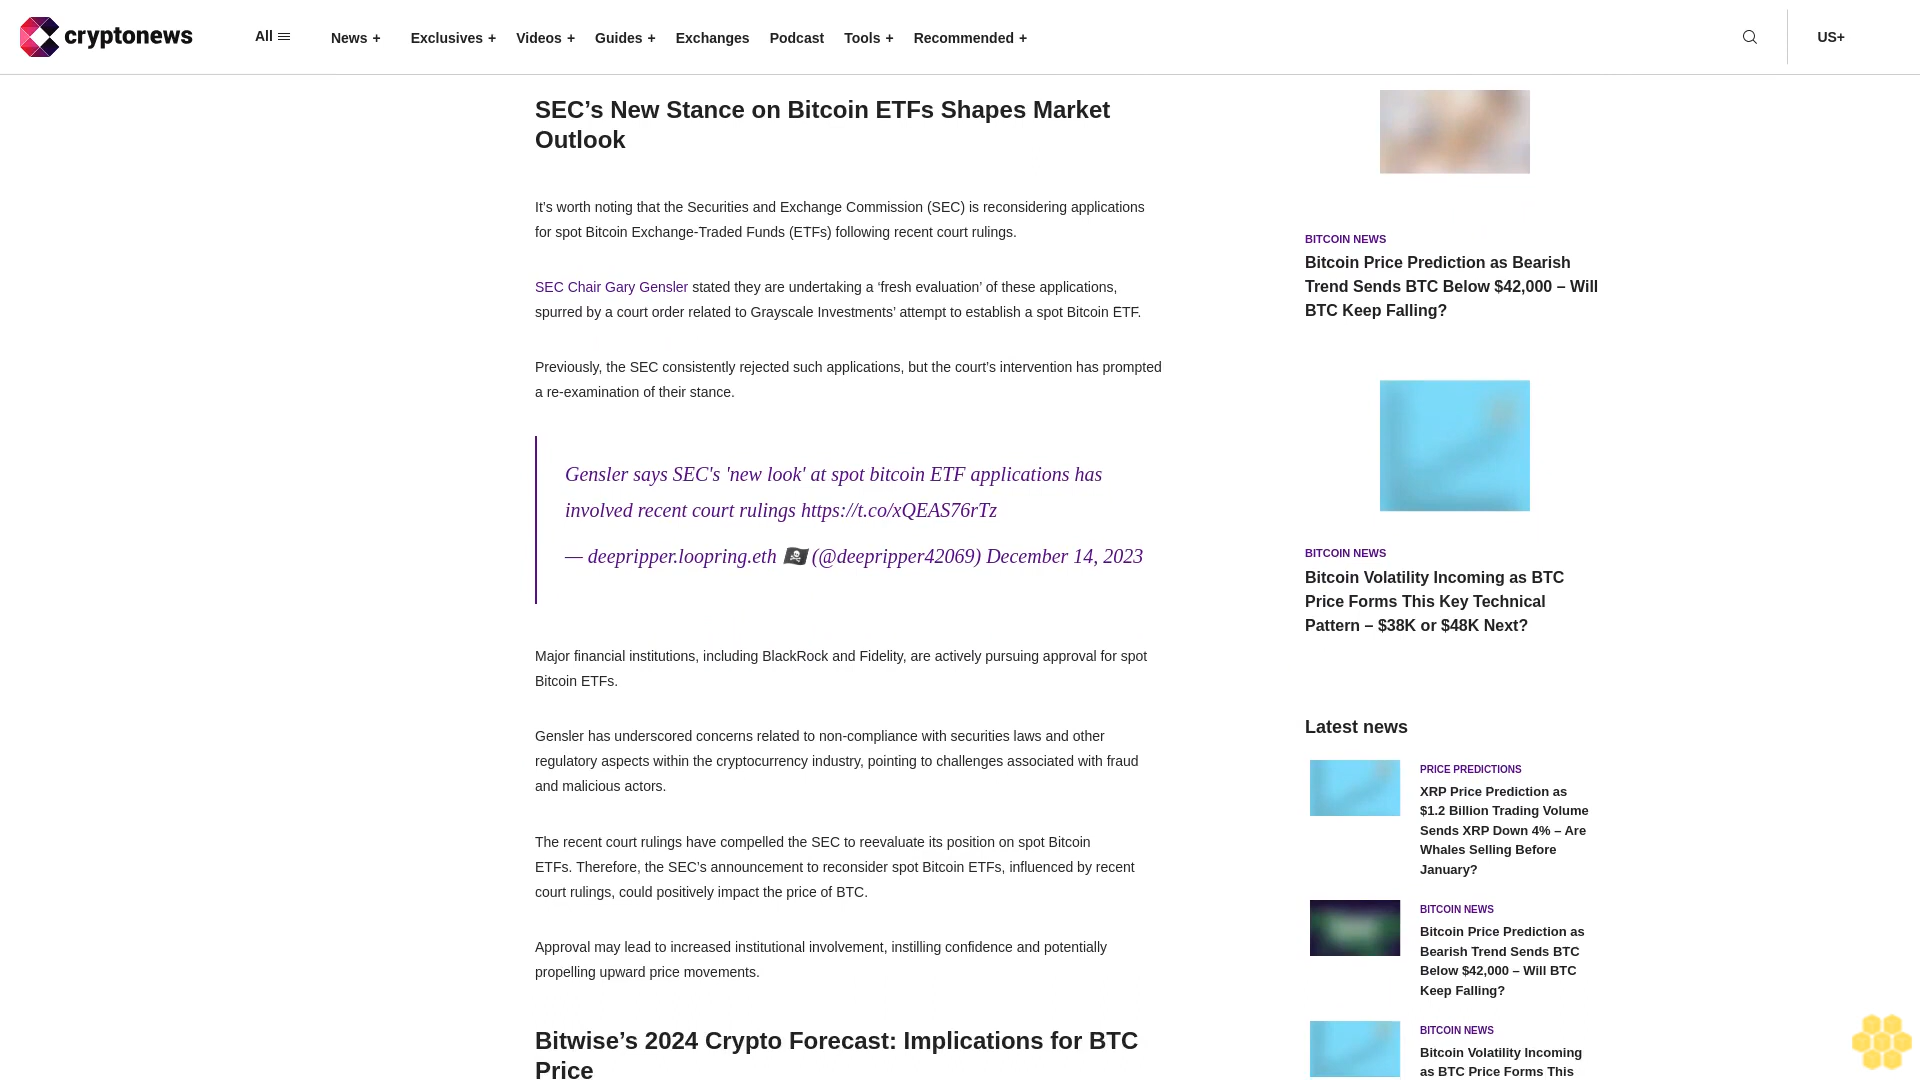 cryptonews
All
News +
Exclusives +
Videos +
Guides +
Exchanges
Podcast
Tools +
Recommended +
US+
SEC’s New Stance on Bitcoin ETFs Shapes Market
Outlook
It’s worth noting that the Securities and Exchange Commission (SEC) is reconsidering applications
for spot Bitcoin Exchange-Traded Funds (ETFs) following recent court rulings.
SEC Chair Gary Gensler stated they are undertaking a ‘fresh evaluation’ of these applications,
spurred by a court order related to Grayscale Investments’ attempt to establish a spot Bitcoin ETF.
Previously, the SEC consistently rejected such applications, but the court’s intervention has prompted
a re-examination of their stance.
Gensler says SEC's 'new look' at spot bitcoin ETF applications has
involved recent court rulings https://t.co/xQEAS76rTz
— deepripper.loopring.eth 🏴‍☠️ (@deepripper42069) December 14, 2023
Major financial institutions, including BlackRock and Fidelity, are actively pursuing approval for spot
Bitcoin ETFs.
Gensler has underscored concerns related to non-compliance with securities laws and other
regulatory aspects within the cryptocurrency industry, pointing to challenges associated with fraud
and malicious actors.
The recent court rulings have compelled the SEC to reevaluate its position on spot Bitcoin
ETFs. Therefore, the SEC’s announcement to reconsider spot Bitcoin ETFs, influenced by recent
court rulings, could positively impact the price of BTC.
Approval may lead to increased institutional involvement, instilling confidence and potentially
propelling upward price movements.
Bitwise’s 2024 Crypto Forecast: Implications for BTC
Price
BITCOIN NEWS
Bitcoin Price Prediction as Bearish
Trend Sends BTC Below $42,000 – Will
BTC Keep Falling?
BITCOIN NEWS
Bitcoin Volatility Incoming as BTC
Price Forms This Key Technical
Pattern – $38K or $48K Next?
Latest news
PRICE PREDICTIONS
XRP Price Prediction as
$1.2 Billion Trading Volume
Sends XRP Down 4% – Are
Whales Selling Before
January?
BITCOIN NEWS
Bitcoin Price Prediction as
Bearish Trend Sends BTC
Below $42,000 – Will BTC
Keep Falling?
BITCOIN NEWS
Bitcoin Volatility Incoming
as BTC Price Forms This